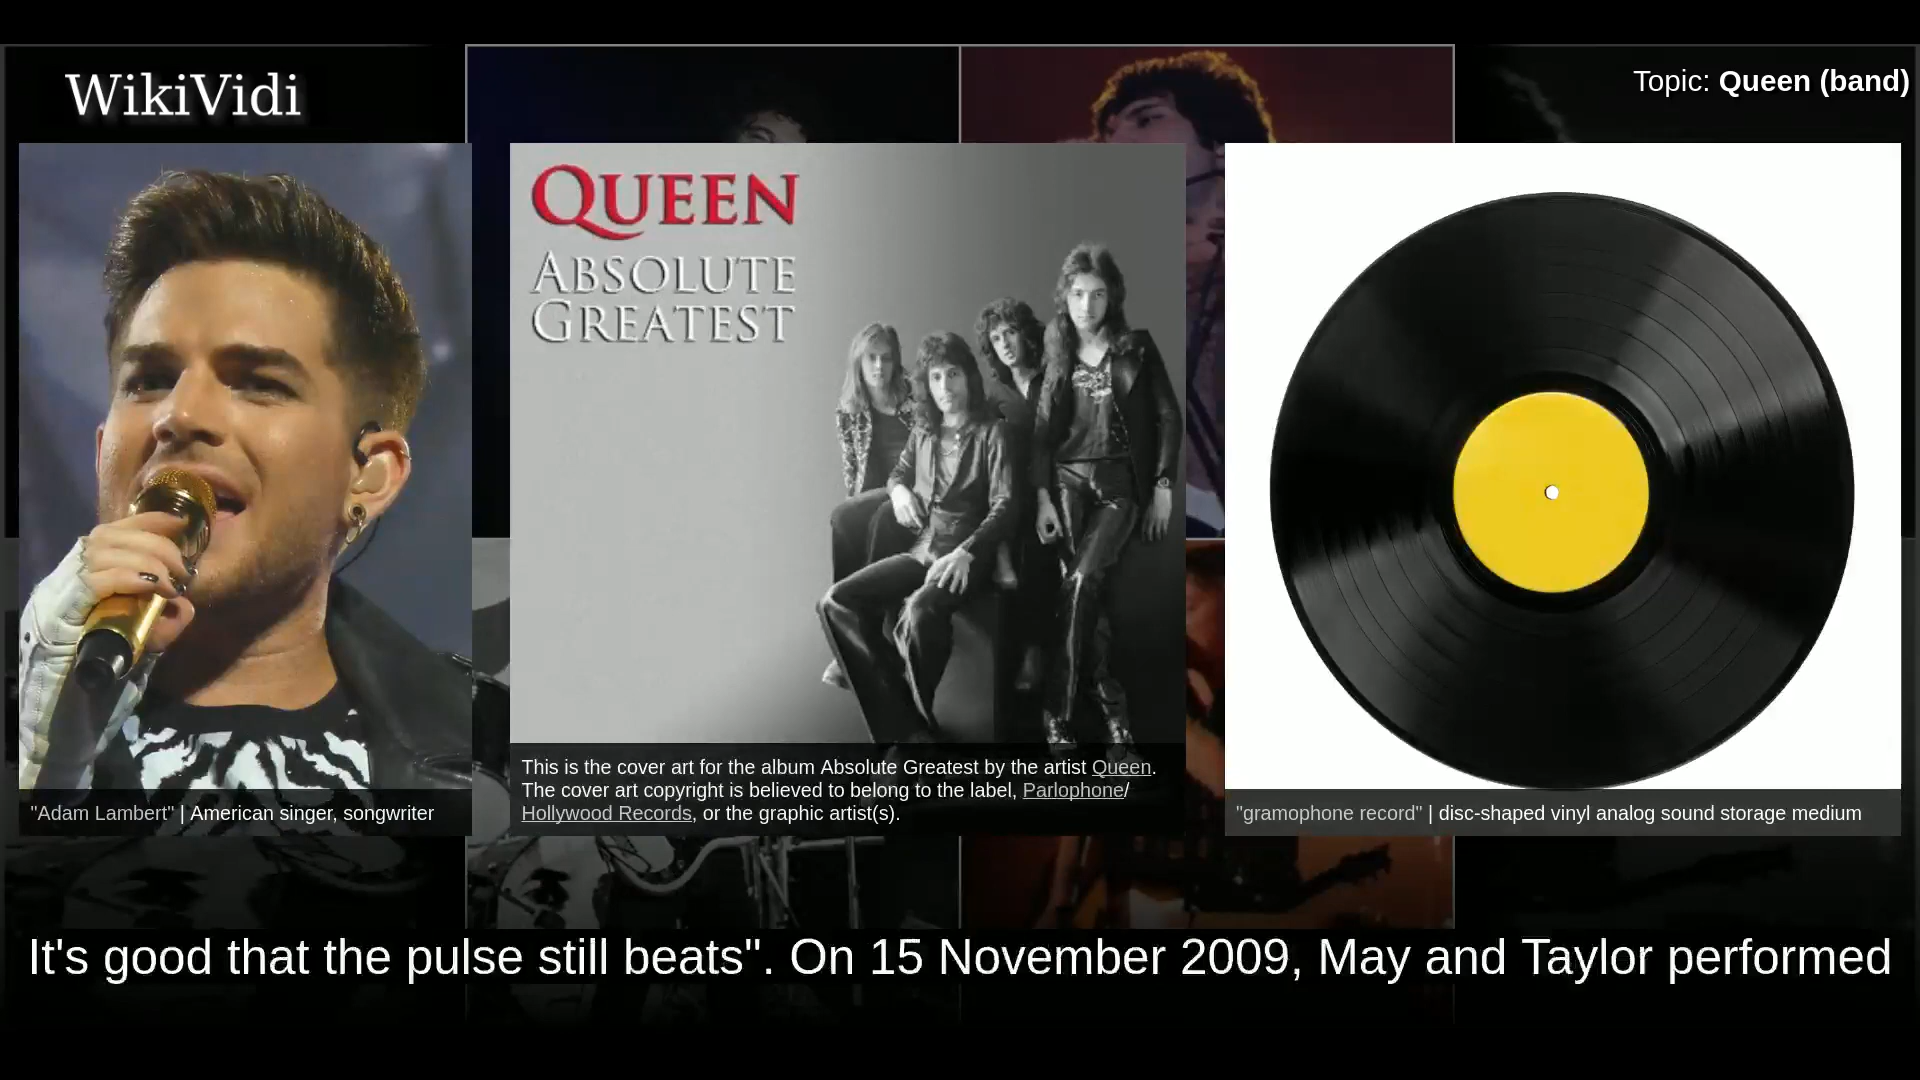 WikiVidi
Topic: Queen (band)
QUEEN
ABSOLUTE
GREATEST
"Adam Lambert" | American singer, songwriter
This is the cover art for the album Absolute Greatest by the artist Queen.
The cover art copyright is believed to belong to the label, Parlophone/
Hollywood Records, or the graphic artist(s).
"gramophone record" | disc-shaped vinyl analog sound storage medium
It's good that the pulse still beats". On 15 November 2009, May and Taylor performed